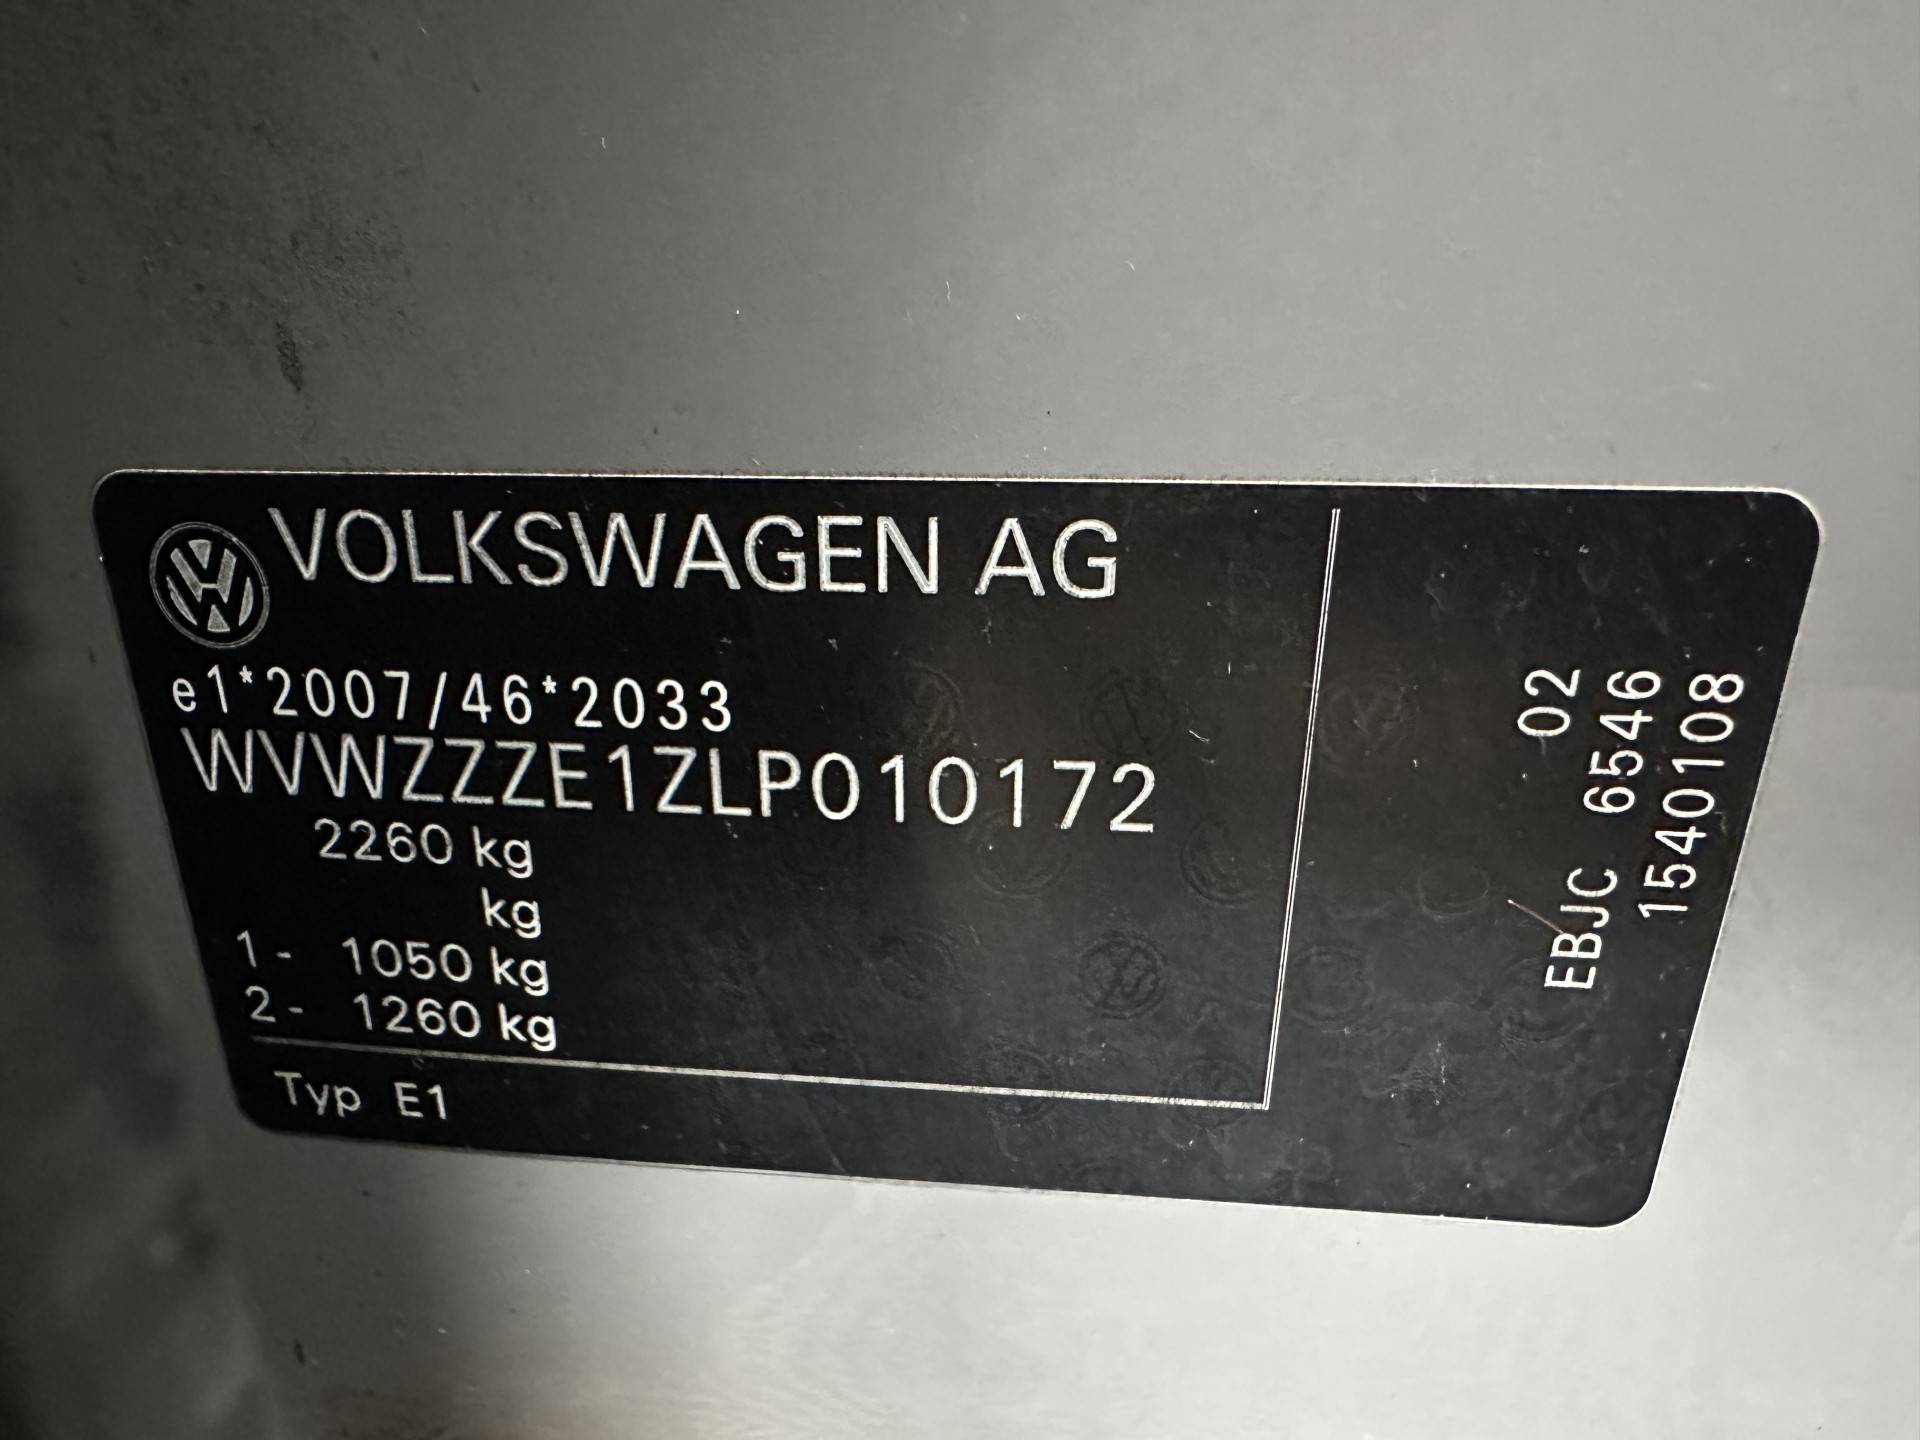 VOLKSWAGEN AG
e1*2007/46*2033
WVWZZZE1ZLP010172
2260 kg
kg
1- 1050 kg
2- 1260 kg
Typ E1
02
EBJC 6546
1540108